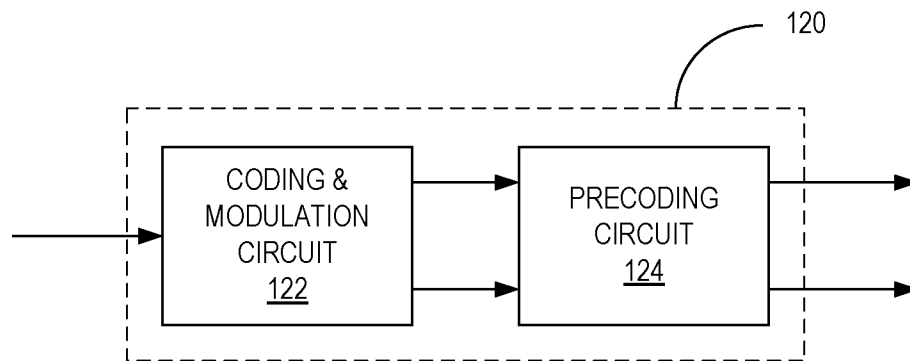 120
CODING &
MODULATION
CIRCUIT
122
PRECODING
CIRCUIT
124